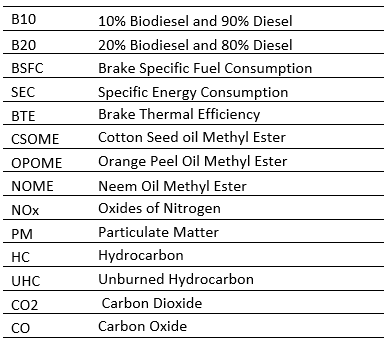 B10 10% Biodiesel and 90% Diesel
B20 20% Biodiesel and 80% Diesel
BSFC Brake Specific Fuel Consumption
SEC Specific Energy Consumption
BTE Brake Thermal Efficiency
CSOME Cotton Seed oil Methyl Ester
OPOME Orange Peel Oil Methyl Ester
NOME Neem Oil Methyl Ester
NOx Oxides of Nitrogen
PM Particulate Matter
HC Hydrocarbon
UHC Unburned Hydrocarbon
CO2 Carbon Dioxide
CO Carbon Oxide